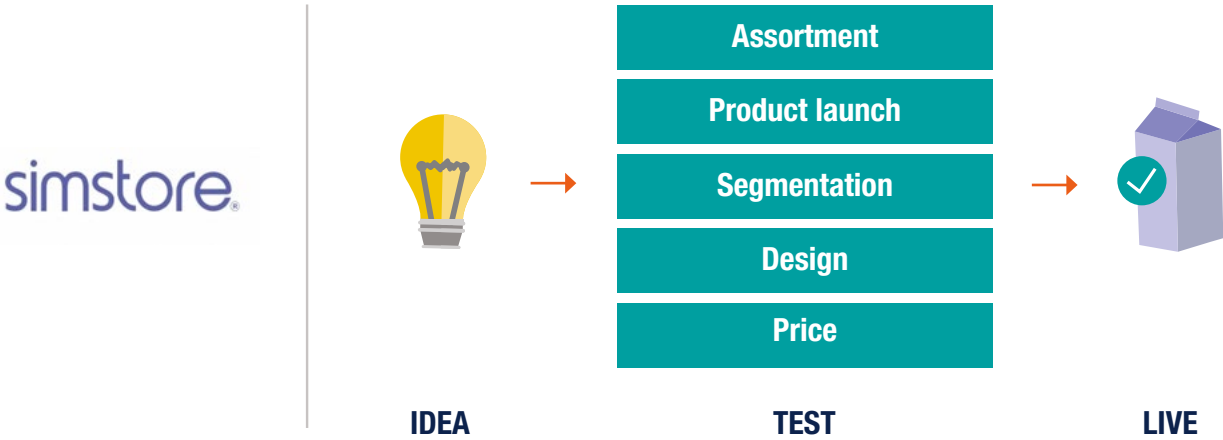 simstore®
Assortment
Product launch
Segmentation
Design
Price
IDEA
TEST
LIVE